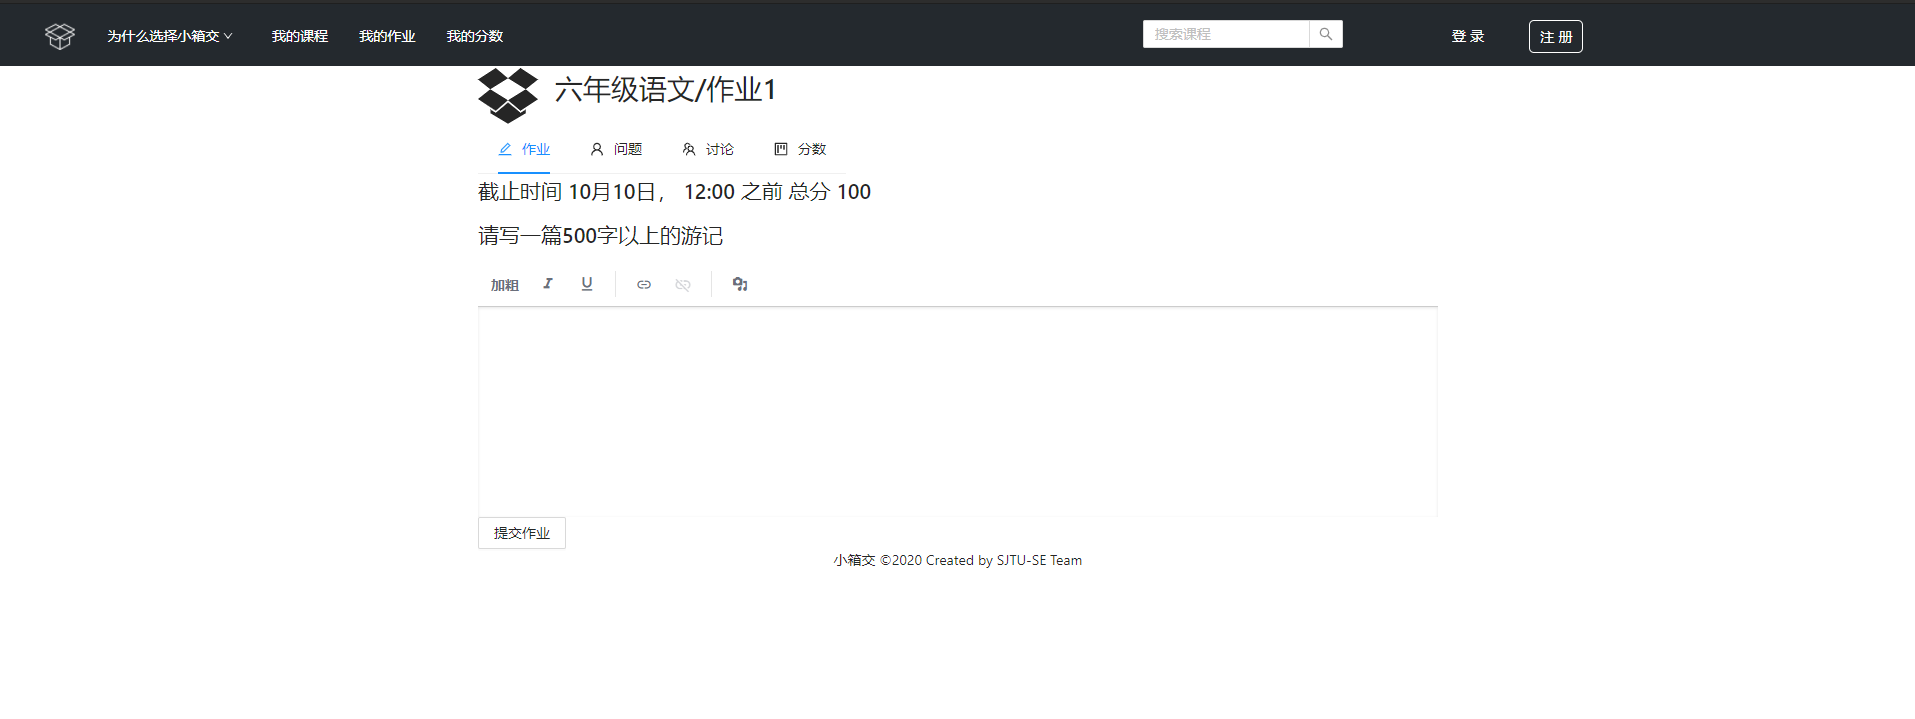 为什么选择小箱交 我的课程 我的作业 我的分数 搜索课程 登 录 注 册
六年级语文/作业1
作业 问题 讨论 分数
截止时间 10月10日， 12:00 之前 总分 100
请写一篇500字以上的游记
加粗 I U
提交作业
小箱交 ©2020 Created by SJTU-SE Team